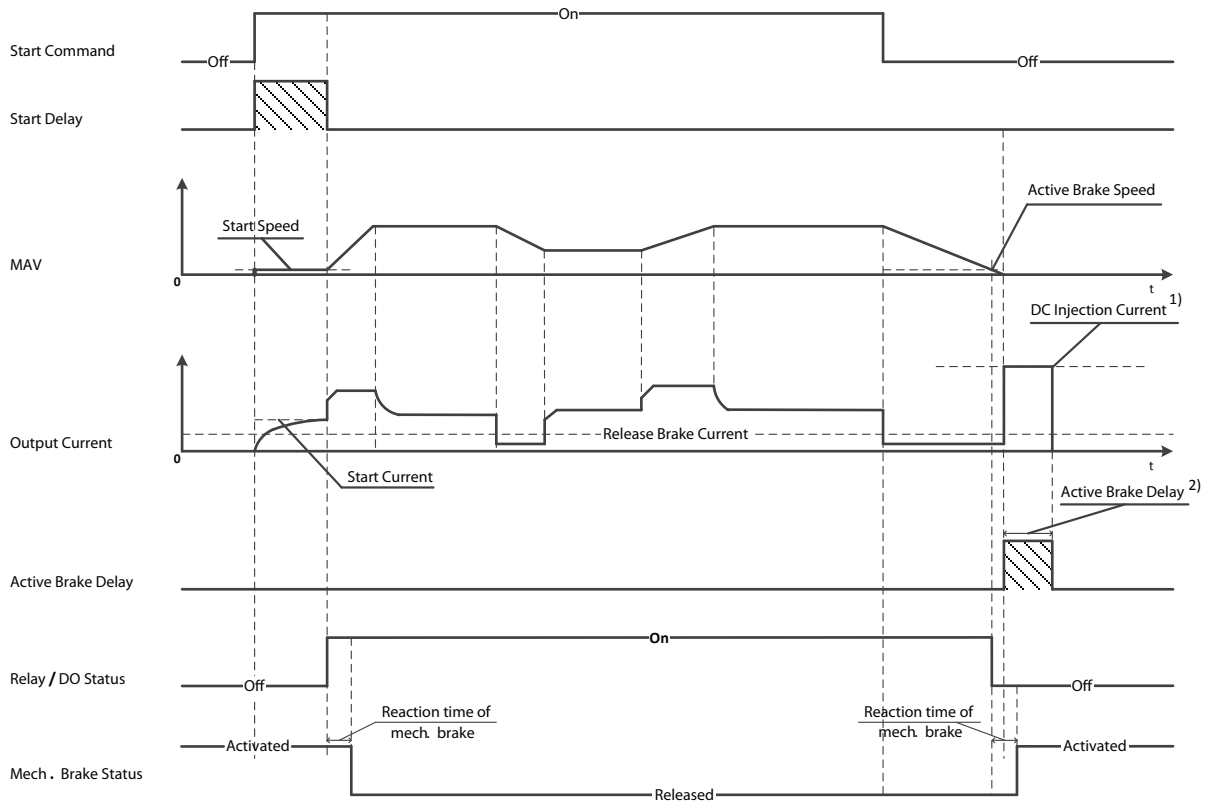 On
Start Command
Off
Off
Start Delay
Active Brake Speed
Start Speed
MAV
0
t
DC Injection Current 1)
Release Brake Current
Output Current
0
t
Start Current
Active Brake Delay 2)
Active Brake Delay
On
Relay / DO Status
Off
Off
Reaction time of
mech. brake
Reaction time of
mech. brake
Activated
Activated
Mech. Brake Status
Released